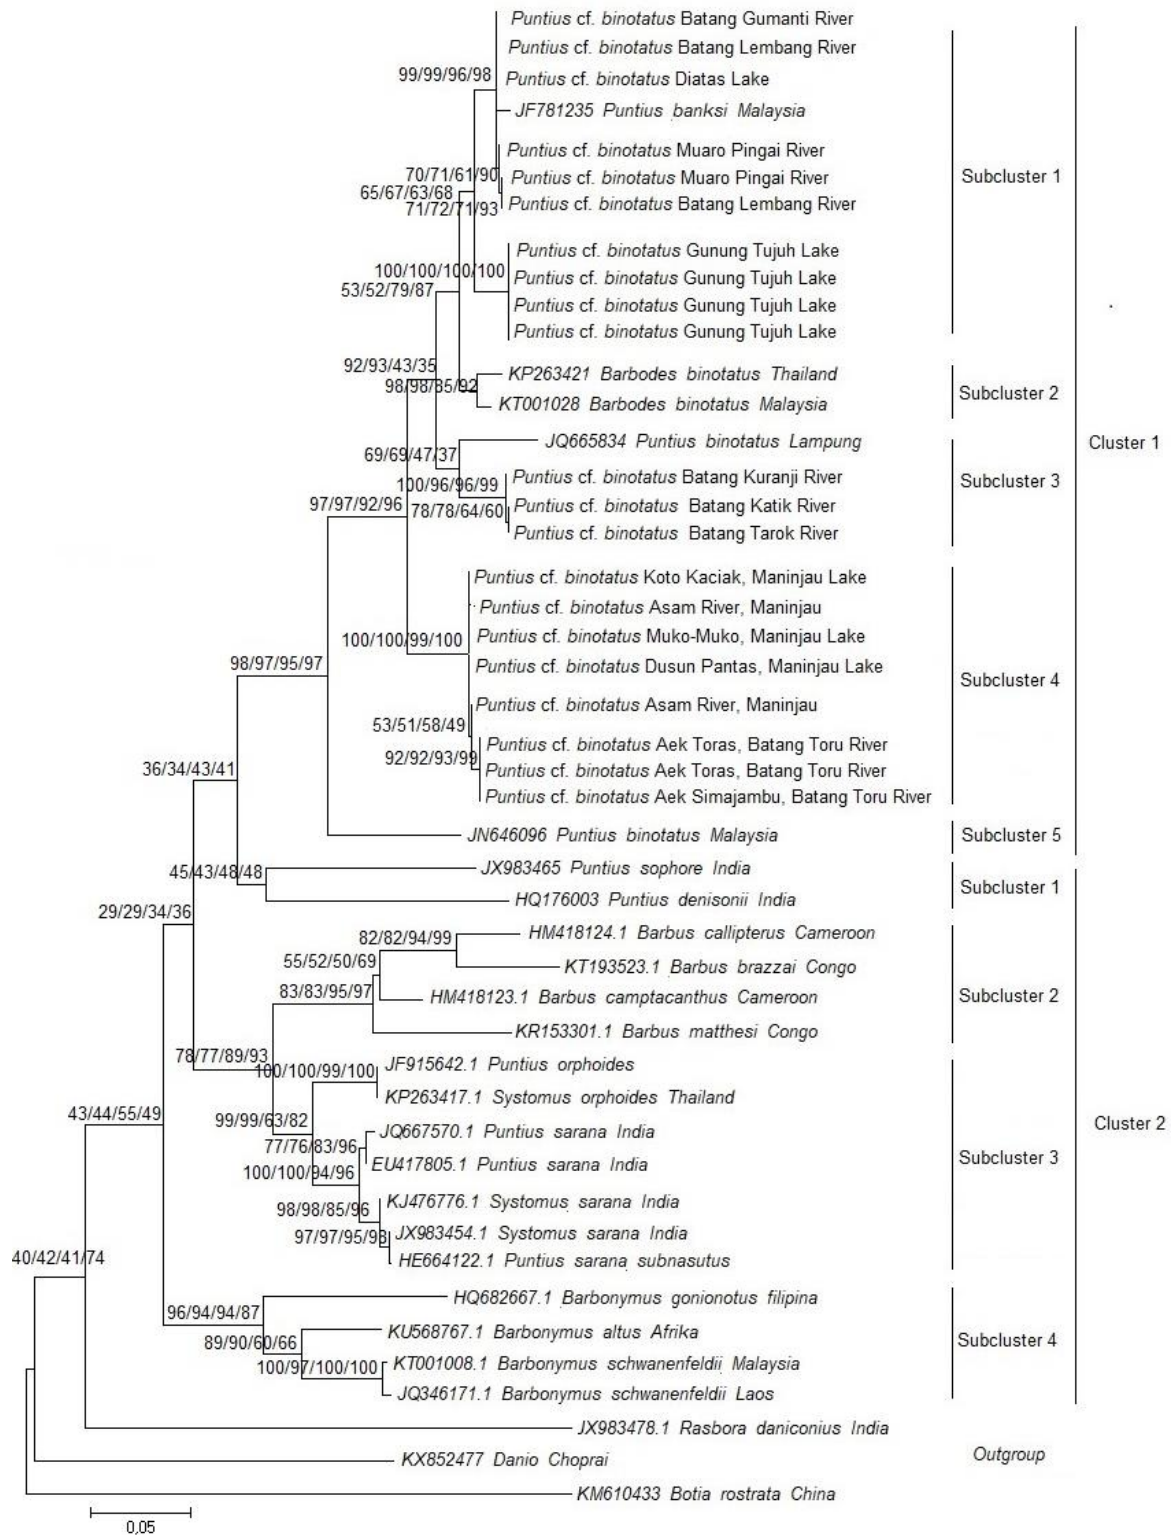 Puntius cf. binotatus Batang Gumanti River
Puntius cf. binotatus Batang Lembang River
99/99/96/98
Puntius cf. binotatus Diatas Lake
JF781235 Puntius banksi Malaysia
Puntius cf. binotatus Muaro Pingai River
70/71/61/90
Puntius cf. binotatus Muaro Pingai River
Subcluster 1
65/67/63/68
71/72/71/93
Puntius cf. binotatus Batang Lembang River
Puntius cf. binotatus Gunung Tujuh Lake
100/100/100/100
Puntius cf. binotatus Gunung Tujuh Lake
53/52/79/87
Puntius cf. binotatus Gunung Tujuh Lake
Puntius cf. binotatus Gunung Tujuh Lake
92/93/43/35
KP263421 Barbodes binotatus Thailand
98/98/85/92
Subcluster 2
KT001028 Barbodes binotatus Malaysia
JQ665834 Puntius binotatus Lampung
Cluster 1
69/69/47/37
Puntius cf. binotatus Batang Kuranji River
Subcluster 3
100/96/96/99
97/97/92/96
78/78/64/60
Puntius cf. binotatus Batang Katik River
Puntius cf. binotatus Batang Tarok River
Puntius cf. binotatus Koto Kaciak, Maninjau Lake
Puntius cf. binotatus Asam River, Maninjau
100/100/99/100
Puntius cf. binotatus Muko-Muko, Maninjau Lake
98/97/95/97
Puntius cf. binotatus Dusun Pantas, Maninjau Lake
Subcluster 4
Puntius cf. binotatus Asam River, Maninjau
53/51/58/49
Puntius cf. binotatus Aek Toras, Batang Toru River
92/92/93/99
36/34/43/41
Puntius cf. binotatus Aek Toras, Batang Toru River
Puntius cf. binotatus Aek Simajambu, Batang Toru River
JN646096 Puntius binotatus Malaysia
Subcluster 5
45/43/48/48
JX983465 Puntius sophore India
Subcluster 1
HQ176003 Puntius denisonii India
29/29/34/36
82/82/94/99
HM418124.1 Barbus callipterus Cameroon
55/52/50/69
KT193523.1 Barbus brazzai Congo
83/83/95/97
HM418123.1 Barbus camptacanthus Cameroon
Subcluster 2
KR153301.1 Barbus matthesi Congo
78/77/89/93
100/100/99/100
JF915642.1 Puntius orphoides
KP263417.1 Systomus orphoides Thailand
43/44/55/49
99/99/63/82
JQ667570.1 Puntius sarana India
Cluster 2
77/76/83/96
EU417805.1 Puntius sarana India
Subcluster 3
100/100/94/96
KJ476776.1 Systomus sarana India
98/98/85/96
97/97/95/98
JX983454.1 Systomus sarana India
40/42/41/74
HE664122.1 Puntius sarana subnasutus
HQ682667.1 Barbonymus gonionotus filipina
96/94/94/87
KU568767.1 Barbonymus altus Afrika
Subcluster 4
89/90/60/66
100/97/100/100
KT001008.1 Barbonymus schwanenfeldii Malaysia
JQ346171.1 Barbonymus schwanenfeldii Laos
JX983478.1 Rasbora daniconius India
Outgroup
KX852477 Danio Choprai
KM610433 Botia rostrata China
0,05